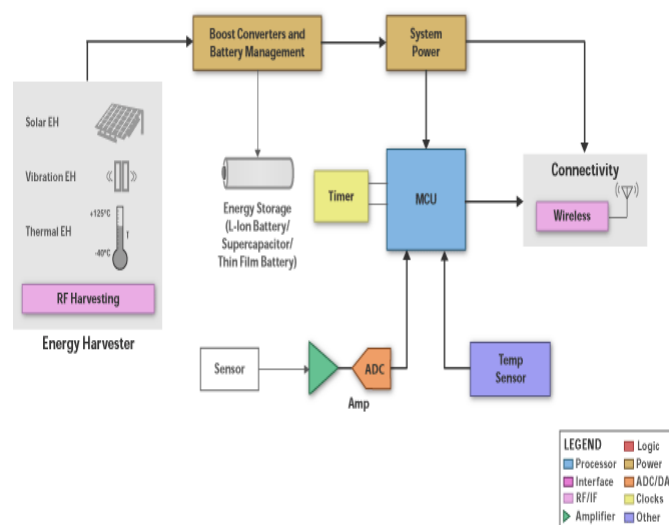 Boost Converters and
Battery Management
System
Power
Solar EH
Vibration EH
+125°C
Thermal EH
T
-40°C
RF Harvesting
Energy Harvester
Energy Storage
(L-Ion Battery/
Supercapacitor/
Thin Film Battery)
Timer
MCU
Connectivity
Wireless
Sensor
ADC
Amp
Temp
Sensor
LEGEND
Logic
Processor
Power
Interface
ADC/DA
RF/IF
Clocks
Amplifier
Other